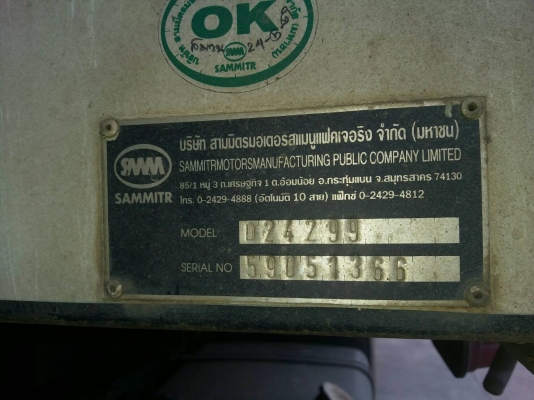 OK
SMM
SAMMITR
บริษัท สามมิตรมอเตอร์สแมนูแฟคเจอริง จำกัด (มหาชน)
SAMMITRMOTORSMANUFACTURING PUBLIC COMPANY LIMITED
85/1 หมู่ 3 ถ.เศรษฐกิจ 1 ต.อ้อมน้อย อ.กระทุ่มแบน จ.สมุทรสาคร 74130
โทร. 0-2429-4888 (อัตโนมัติ 10 สาย) แฟ็กซ์ 0-2429-4812
SMM
SAMMITR
MODEL D24Z99
SERIAL NO 59051366